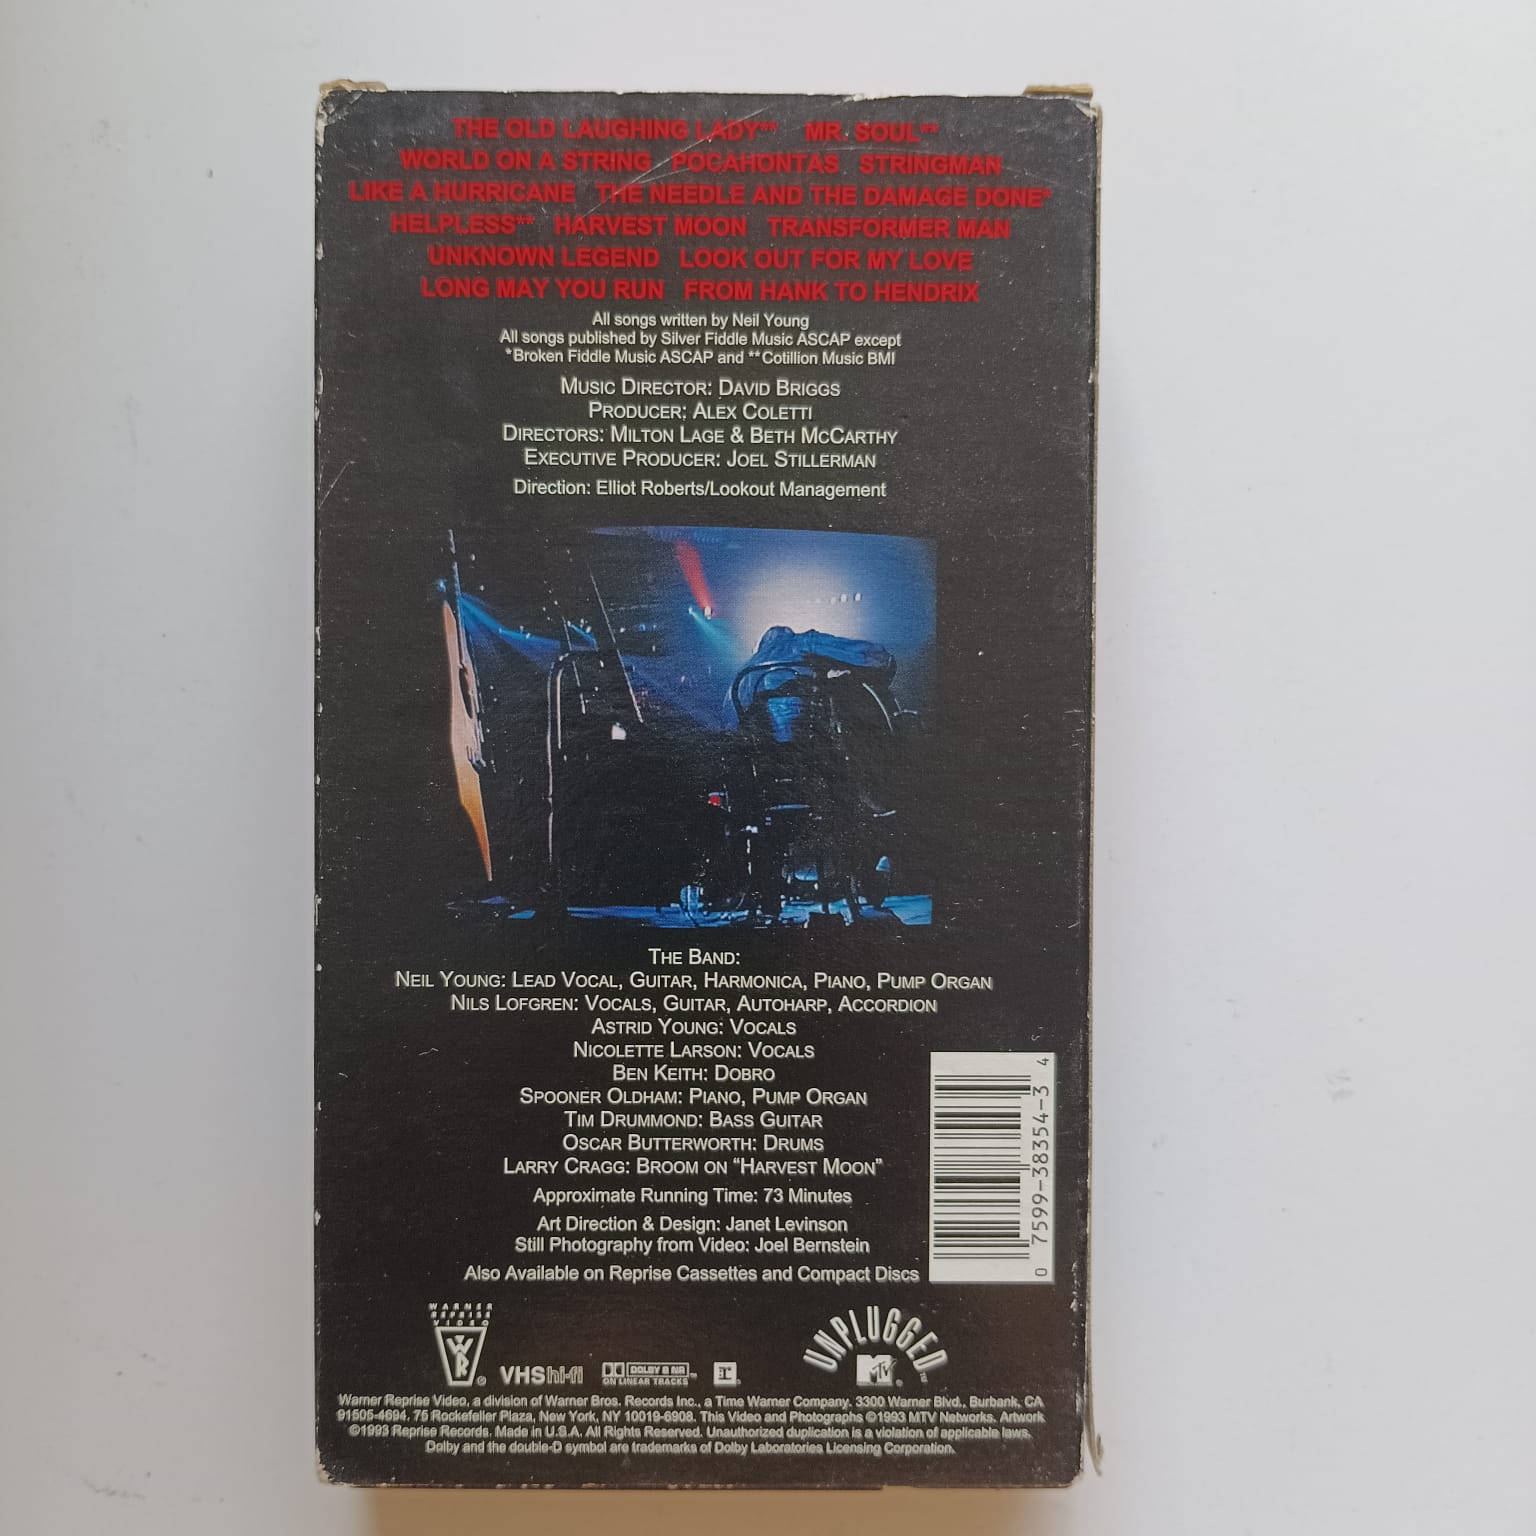 THE OLD LAUGHING LADY** MR. SOUL**
WORLD ON A STRING POCAHONTAS STRINGMAN
LIKE A HURRICANE THE NEEDLE AND THE DAMAGE DONE*
HELPLESS** HARVEST MOON TRANSFORMER MAN
UNKNOWN LEGEND LOOK OUT FOR MY LOVE
LONG MAY YOU RUN FROM HANK TO HENDRIX
All songs written by Neil Young
All songs published by Silver Fiddle Music ASCAP except
*Broken Fiddle Music ASCAP and **Cotillion Music BMI
MUSIC DIRECTOR: DAVID BRIGGS
PRODUCER: ALEX COLETTI
DIRECTORS: MILTON LAGE & BETH MCCARTHY
EXECUTIVE PRODUCER: JOEL STILLERMAN
Direction: Elliot Roberts/Lookout Management
THE BAND:
NEIL YOUNG: LEAD VOCAL, GUITAR, HARMONICA, PIANO, PUMP ORGAN
NILS LOFGREN: VOCALS, GUITAR, AUTOHARP, ACCORDION
ASTRID YOUNG: VOCALS
NICOLETTE LARSON: VOCALS
BEN KEITH: DOBRO
SPOONER OLDHAM: PIANO, PUMP ORGAN
TIM DRUMMOND: BASS GUITAR
OSCAR BUTTERWORTH: DRUMS
LARRY CRAGG: BROOM ON “HARVEST MOON”
Approximate Running Time: 73 Minutes
Art Direction & Design: Janet Levinson
Still Photography from Video: Joel Bernstein
Also Available on Reprise Cassettes and Compact Discs
0 7599-38354-3 4
WARNER
REPRISE
VIDEO
WR ®
VHS hi-fi
DOLBY B NR™
ON LINEAR TRACKS
r®
UNPLUGGED™
MTV®
Warner Reprise Video, a division of Warner Bros. Records Inc., a Time Warner Company. 3300 Warner Blvd., Burbank, CA
91505-4694. 75 Rockefeller Plaza, New York, NY 10019-6908. This Video and Photographs ©1993 MTV Networks. Artwork
©1993 Reprise Records. Made in U.S.A. All Rights Reserved. Unauthorized duplication is a violation of applicable laws.
Dolby and the double-D symbol are trademarks of Dolby Laboratories Licensing Corporation.